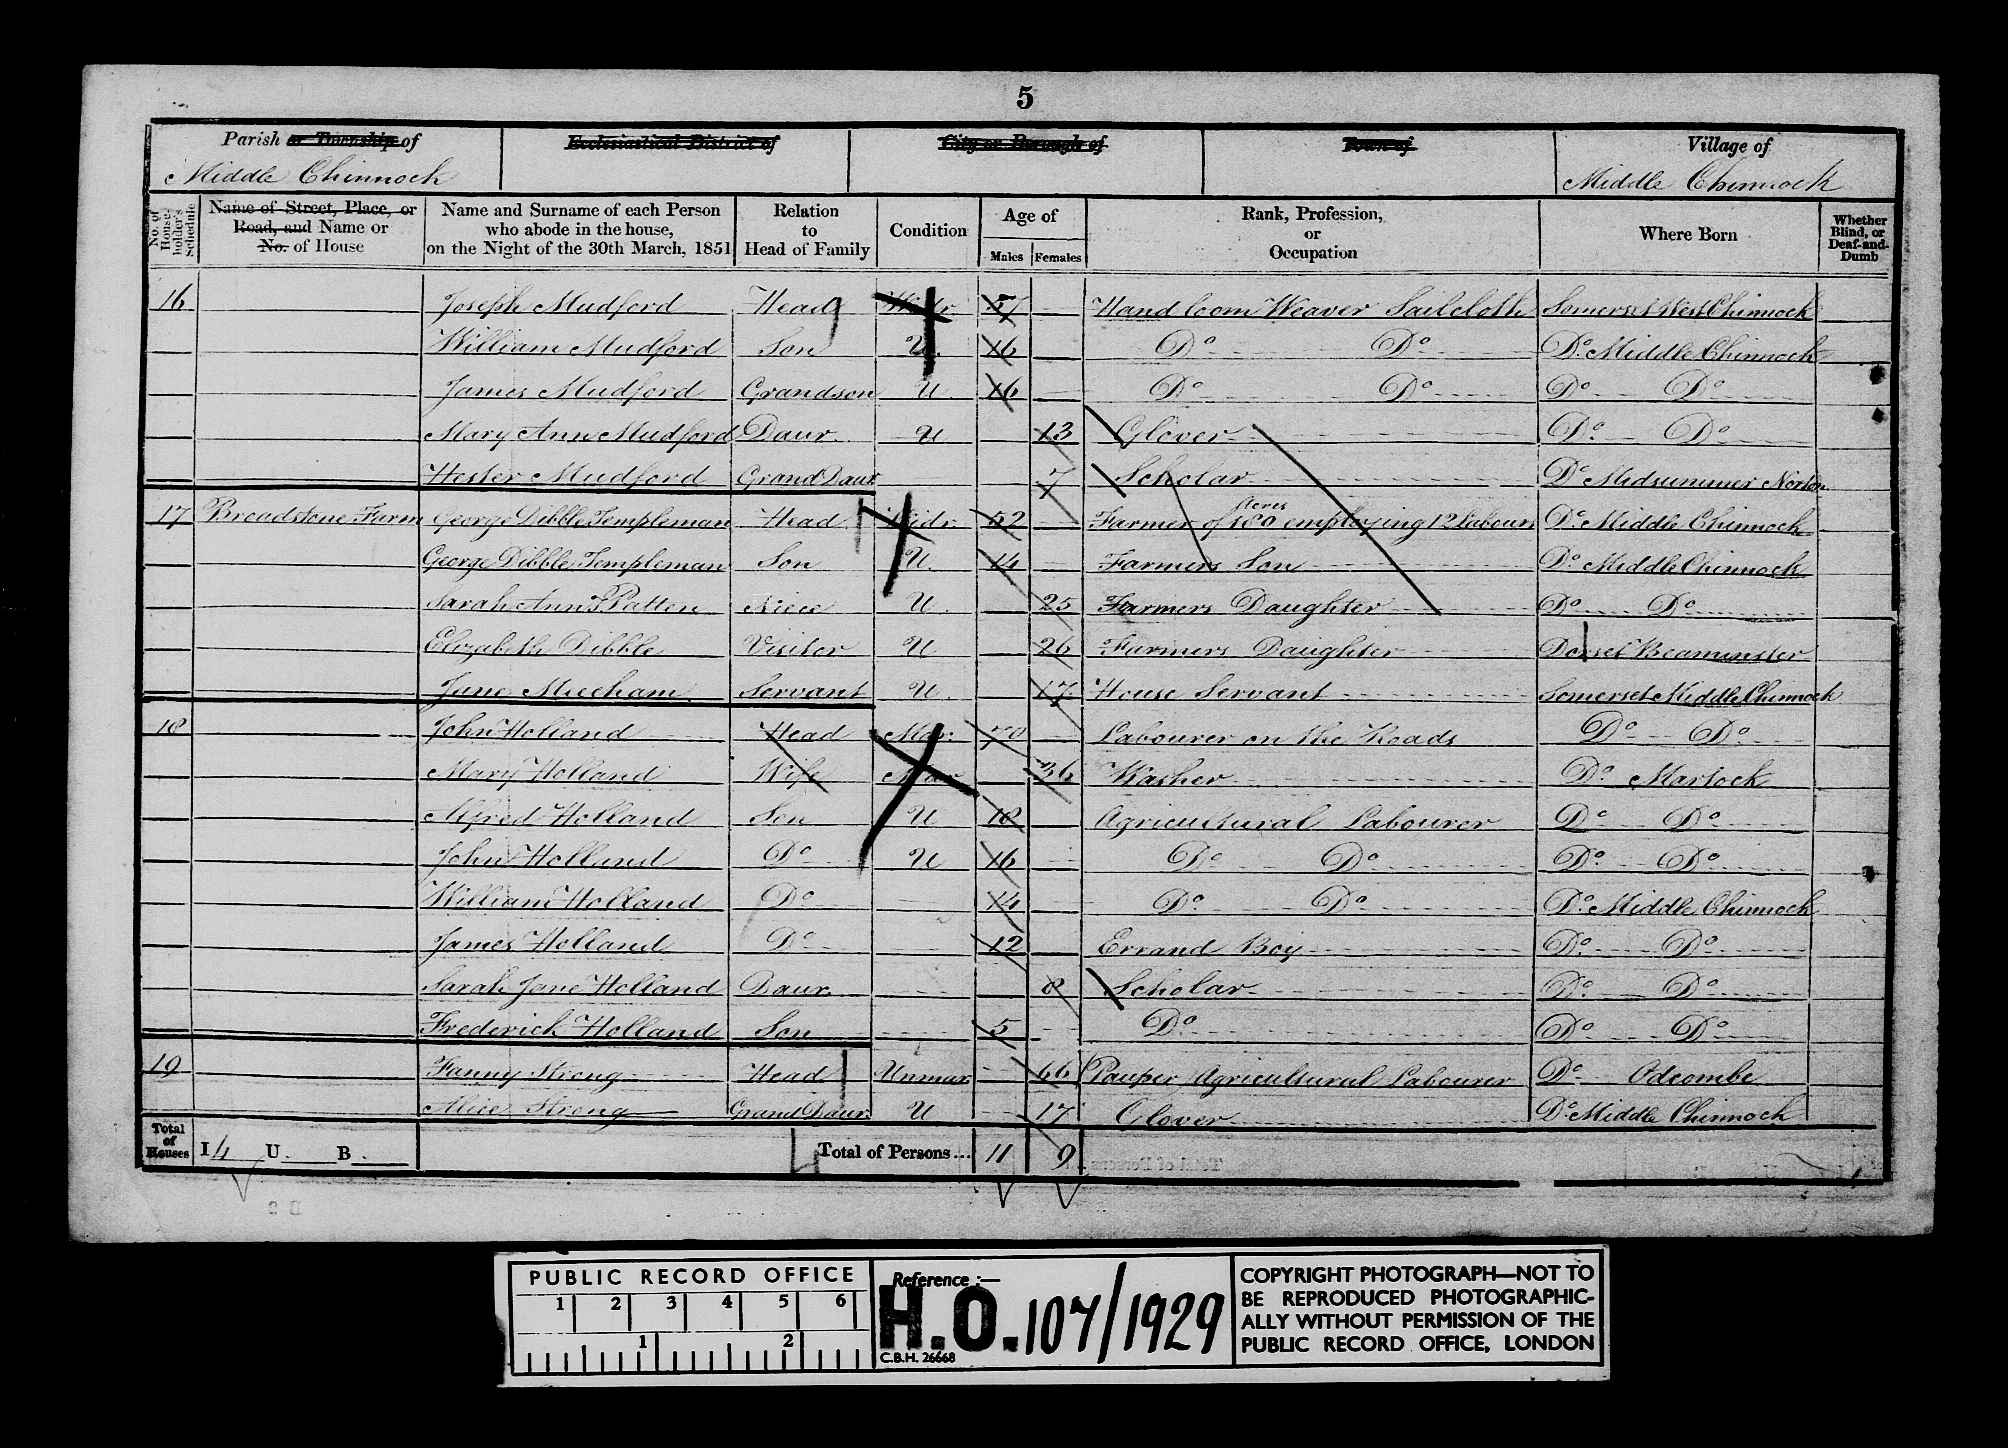 5
Parish or Township of
Ecclesiastical District of
City or Borough of
Town of
Village of
Middle Chinnock
Middle Chinnock
No. of House-holder's Schedule
Name of Street, Place, or Road, and Name or No. of House
Name and Surname of each Person who abode in the house, on the Night of the 30th March, 1851
Relation to Head of Family
Condition
Age of
Males Females
Rank, Profession, or Occupation
Where Born
Whether Blind, or Deaf-and-Dumb
16 Joseph Mudford Head Widr 57 Hand loom Weaver Sailcloth Somerset West Chinnock
William Mudford Son U. 16 Do Do Do Middle Chinnock
James Mudford Grandson U 16 Do Do Do Do
Mary Ann Mudford Daur U 13 Glover Do Do
Hester Mudford Grand Daur 7 Scholar Do Midsummer Norton
17 Broadstone Farm George Dibble Templeman Head Widr 52 Farmer of 180 Acres employing 12 labours Do Middle Chinnock
George Dibble Templeman Son U. 14 Farmers Son Do Middle Chinnock
Sarah Ann Patten Niece U. 25 Farmers Daughter Do Do
Elizabeth Dibble Visitor U 26 Farmers Daughter Dorset Beaminster
Jane Meecham Servant U. 17 House Servant Somerset Middle Chinnock
18 John Holland Head Mar. Labourer on the Roads Do Do
Mary Holland Wife Mar 36 Washer Do Martock
Alfred Holland Son U 18 Agricultural Labourer Do Do
John Holland Do U 16 Do Do Do Do
William Holland Do 14 Do Do Do Middle Chinnock
James Holland Do 12 Errand Boy Do Do
Sarah Jane Holland Daur 8 Scholar Do Do
Frederick Holland Son 5 Do Do Do
19 Fanny Strong Head Unmar 66 Pauper Agricultural Labourer Do Odcombe
Alice Strong Grand Daur U 17 Glover Do Middle Chinnock
Total of Houses I 4 U. B. Total of Persons... 11 9
PUBLIC RECORD OFFICE
1 2 3 4 5 6
1 2
Reference :—
H.O. 107/1929
C.B.H. 26668
COPYRIGHT PHOTOGRAPH—NOT TO
BE REPRODUCED PHOTOGRAPHIC-
ALLY WITHOUT PERMISSION OF THE
PUBLIC RECORD OFFICE, LONDON